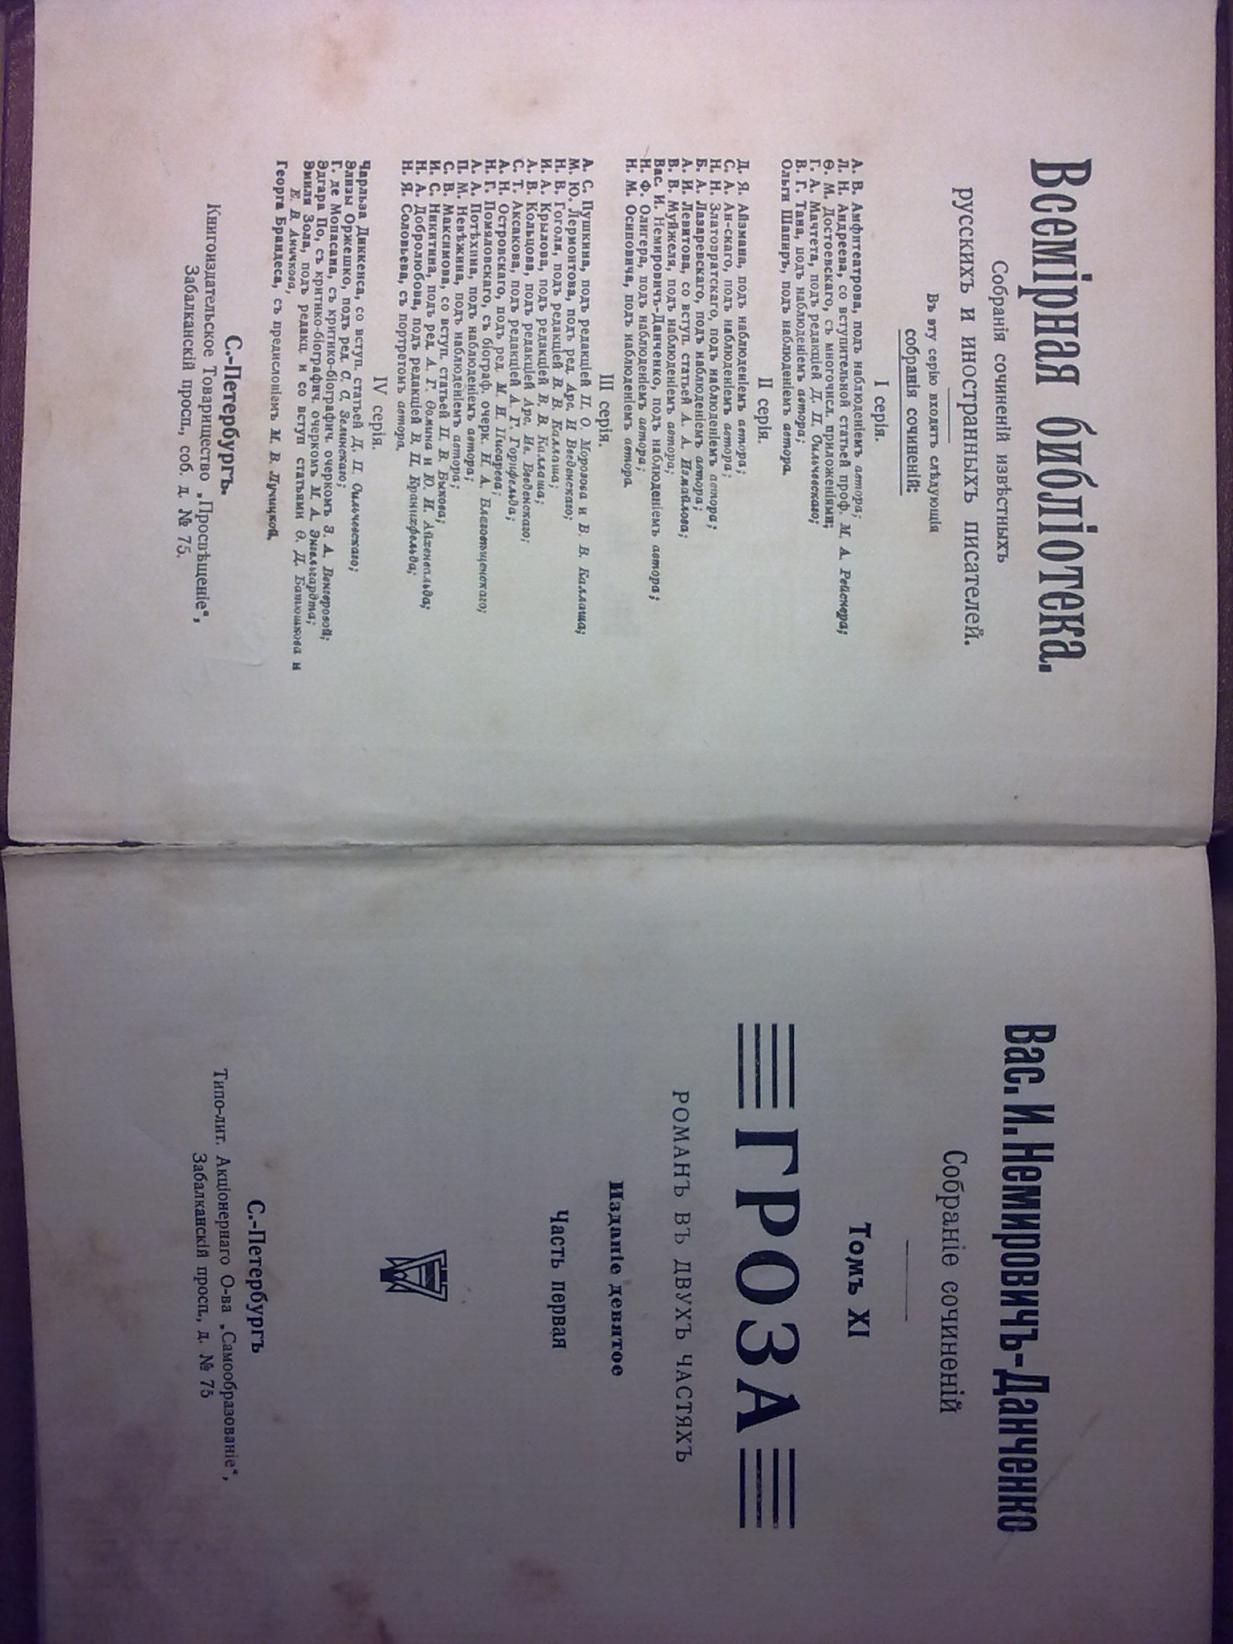 Всемірная библіотека.
Собранія сочиненій извѣстныхъ
русскихъ и иностранныхъ писателей.
Въ эту серію входятъ слѣдующія
собранія сочиненій:
I серія.
А. В. Амфитеатрова, подъ наблюденіемъ автора;
Л. Н. Андреева, со вступительной статьей проф. М. А. Рейснера;
Ѳ. М. Достоевскаго, съ многочисл. приложеніями;
Г. А. Мачтета, подъ редакціей Д. П. Сильчевскаго;
В. Г. Тана, подъ наблюденіемъ автора;
Ольги Шапиръ, подъ наблюденіемъ автора.
II серія.
Д. Я. Айзмана, подъ наблюденіемъ автора;
С. А. Ан-скаго, подъ наблюденіемъ автора;
Н. Н. Златовратскаго, подъ наблюденіемъ автора;
Б. А. Лазаревскаго, подъ наблюденіемъ автора;
А. И. Левитова, со вступ. статьей А. А. Измайлова;
В. В. Муйжеля, подъ наблюденіемъ автора;
Вас. И. Немировичъ-Данченко, подъ наблюденіемъ автора;
Н. Ф. Олигера, подъ наблюденіемъ автора;
Н. М. Осиповича, подъ наблюденіемъ автора.
III серія.
А. С. Пушкина, подъ редакціей П. О. Морозова и В. В. Каллаша;
М. Ю. Лермонтова, подъ ред. Арс. И Введенскаго;
Н. В. Гоголя, подъ редакціей В. В. Каллаша;
И. А. Крылова, подъ редакціей В. В. Каллаша;
А. В. Кольцова, подъ редакціей Арс. Ив. Введенскаго;
С. Т. Аксакова, подъ редакціей А. Г. Горнфельда;
А. Н. Островскаго, подъ ред. М. И. Писарева;
Н. Г. Помяловскаго, съ біограф. очерк. Н. А. Благовѣщенскаго;
А. А. Потѣхина, подъ наблюденіемъ автора;
П. М. Невѣжина, подъ наблюденіемъ автора;
С. В. Максимова, со вступ. статьей П. В. Быкова;
И. С. Никитина, подъ ред. А. Г. Ѳомина и Ю. И. Айхенвальда;
Н. А. Добролюбова, подъ редакціей В. П. Кранихфельда;
Н. Я. Соловьева, съ портретомъ автора.
IV серія.
Чарльза Диккенса, со вступ. статьей Д. П. Сильчевскаго;
Элизы Оржешко, подъ ред. С. С. Зелинскаго;
Г. де Мопасана, съ критико-біографич. очеркомъ З. А. Венгеровой;
Эдгара По, съ критико-біографич. очеркомъ М. А. Энгельгардта;
Эмиля Зола, подъ редакц. и со вступ. статьями Ѳ. Д. Батюшкова и
Е. В. Аничкова;
Георга Брандеса, съ предисловіемъ М. В. Лучицкой.
С.-Петербургъ.
Книгоиздательское Товарищество „Просвѣщеніе“,
Забалканскій просп., соб. д. № 75.
Вас. И. Немировичъ-Данченко
Собраніе сочиненій
Томъ XI
ГРОЗА
РОМАНЪ ВЪ ДВУХЪ ЧАСТЯХЪ
Изданіе девятое
Часть первая
С.-Петербургъ
Типо-лит. Акціонернаго О-ва „Самообразованіе“,
Забалканскій просп., д. № 75